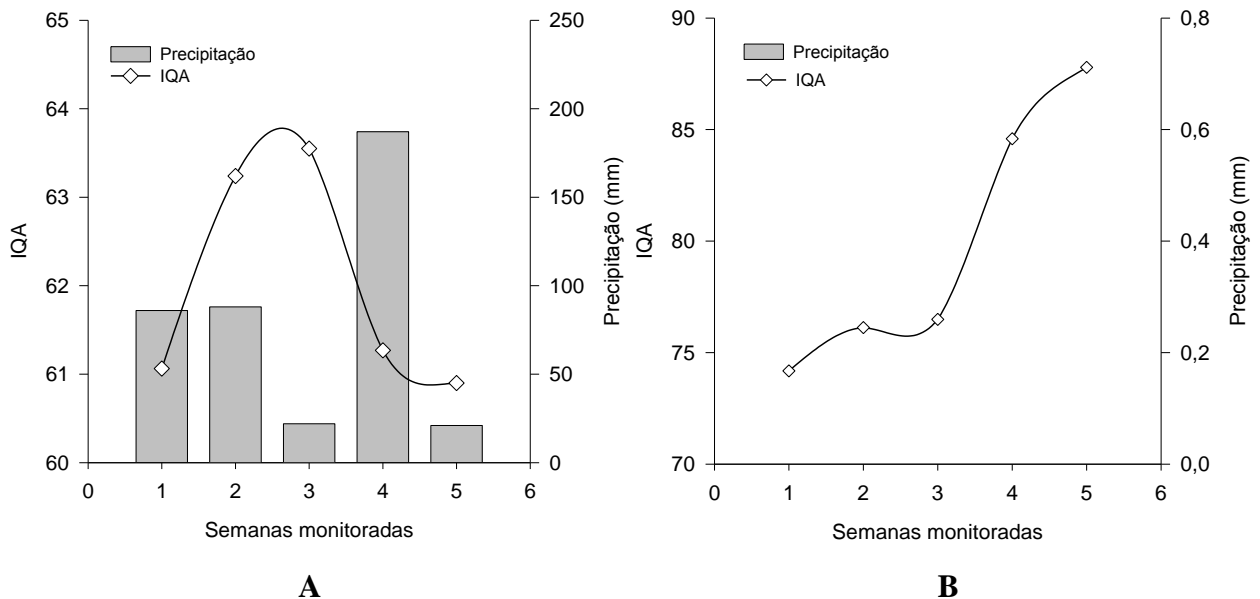 Precipitação
IQA
65
64
63
62
61
60
IQA
250
200
150
100
50
0
Precipitação (mm)
0 1 2 3 4 5 6
Semanas monitoradas
A
Precipitação
IQA
90
85
80
75
70
IQA
0,8
0,6
0,4
0,2
0,0
Precipitação (mm)
0 1 2 3 4 5 6
Semanas monitoradas
B